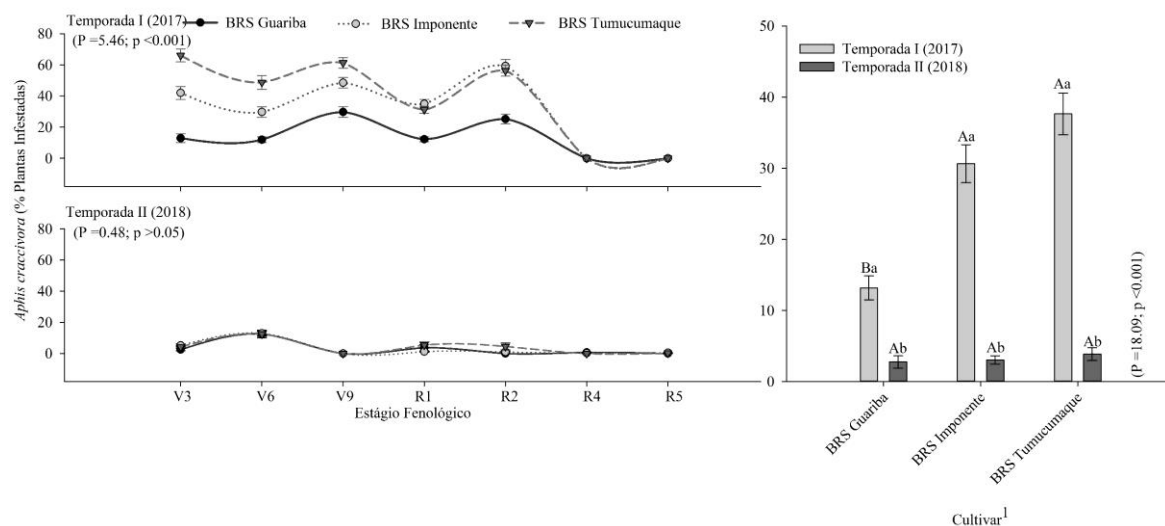 Temporada I (2017)
(P =5.46; p <0.001)
BRS Guariba
BRS Imponente
BRS Tumucumaque
80
60
40
20
0
Temporada II (2018)
(P =0.48; p >0.05)
80
60
40
20
0
Aphis craccivora (% Plantas Infestadas)
V3 V6 V9 R1 R2 R4 R5
Estágio Fenológico
50
40
30
20
10
0
Temporada I (2017)
Temporada II (2018)
Ba
Ab
Aa
Ab
Aa
Ab
(P =18.09; p <0.001)
BRS Guariba
BRS Imponente
BRS Tumucumaque
Cultivar1